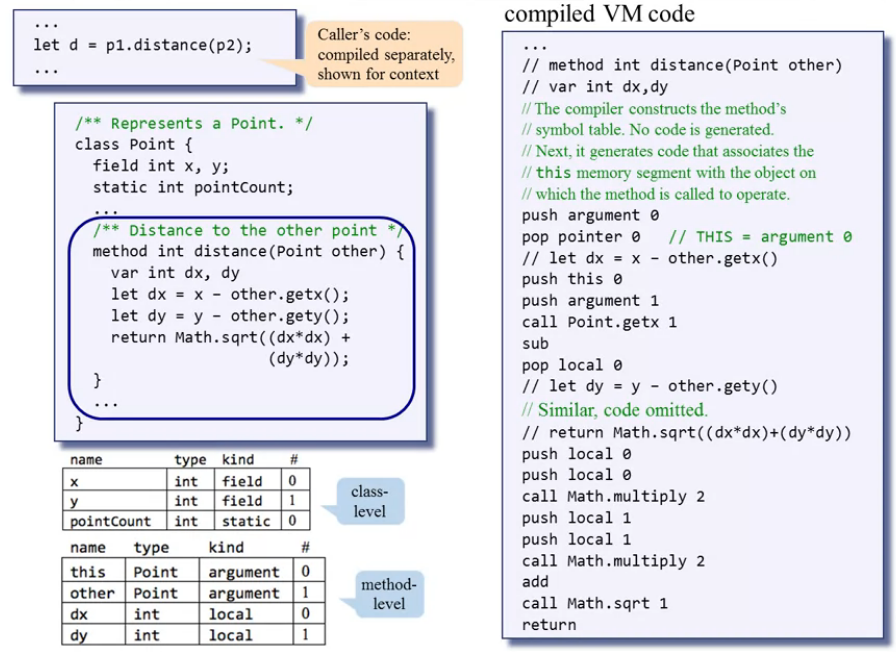 ...
let d = p1.distance(p2);
...
Caller's code:
compiled separately,
shown for context
/** Represents a Point. */
class Point {
field int x, y;
static int pointCount;
...
/** Distance to the other point */
method int distance(Point other) {
var int dx, dy
let dx = x – other.getx();
let dy = y – other.gety();
return Math.sqrt((dx*dx) +
(dy*dy));
}
...
}
name type kind #
x int field 0
y int field 1
pointCount int static 0
class-
level
name type kind #
this Point argument 0
other Point argument 1
dx int local 0
dy int local 1
method-
level
compiled VM code
...
// method int distance(Point other)
// var int dx,dy
// The compiler constructs the method's
// symbol table. No code is generated.
// Next, it generates code that associates the
// this memory segment with the object on
// which the method is called to operate.
push argument 0
pop pointer 0 // THIS = argument 0
// let dx = x – other.getx()
push this 0
push argument 1
call Point.getx 1
sub
pop local 0
// let dy = y – other.gety()
// Similar, code omitted.
// return Math.sqrt((dx*dx)+(dy*dy))
push local 0
push local 0
call Math.multiply 2
push local 1
push local 1
call Math.multiply 2
add
call Math.sqrt 1
return